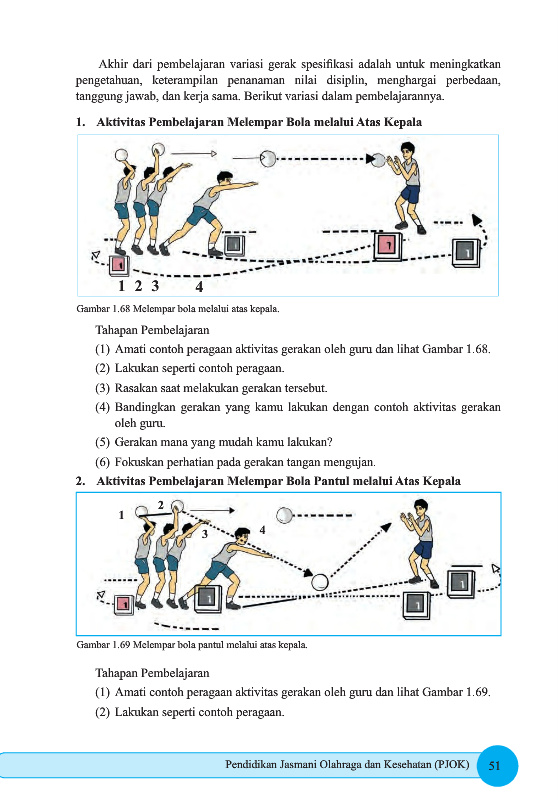 Akhir dari pembelajaran variasi gerak spesifikasi adalah untuk meningkatkan
pengetahuan, keterampilan penanaman nilai disiplin, menghargai perbedaan,
tanggung jawab, dan kerja sama. Berikut variasi dalam pembelajarannya.
1. Aktivitas Pembelajaran Melempar Bola melalui Atas Kepala
1
1 2 3 4
Gambar 1.68 Melempar bola melalui atas kepala.
Tahapan Pembelajaran
(1) Amati contoh peragaan aktivitas gerakan oleh guru dan lihat Gambar 1.68.
(2) Lakukan seperti contoh peragaan.
(3) Rasakan saat melakukan gerakan tersebut.
(4) Bandingkan gerakan yang kamu lakukan dengan contoh aktivitas gerakan
oleh guru.
(5) Gerakan mana yang mudah kamu lakukan?
(6) Fokuskan perhatian pada gerakan tangan mengujan.
2. Aktivitas Pembelajaran Melempar Bola Pantul melalui Atas Kepala
1 2 3 4
1
Gambar 1.69 Melempar bola pantul melalui atas kepala.
Tahapan Pembelajaran
(1) Amati contoh peragaan aktivitas gerakan oleh guru dan lihat Gambar 1.69.
(2) Lakukan seperti contoh peragaan.
Pendidikan Jasmani Olahraga dan Kesehatan (PJOK) 51